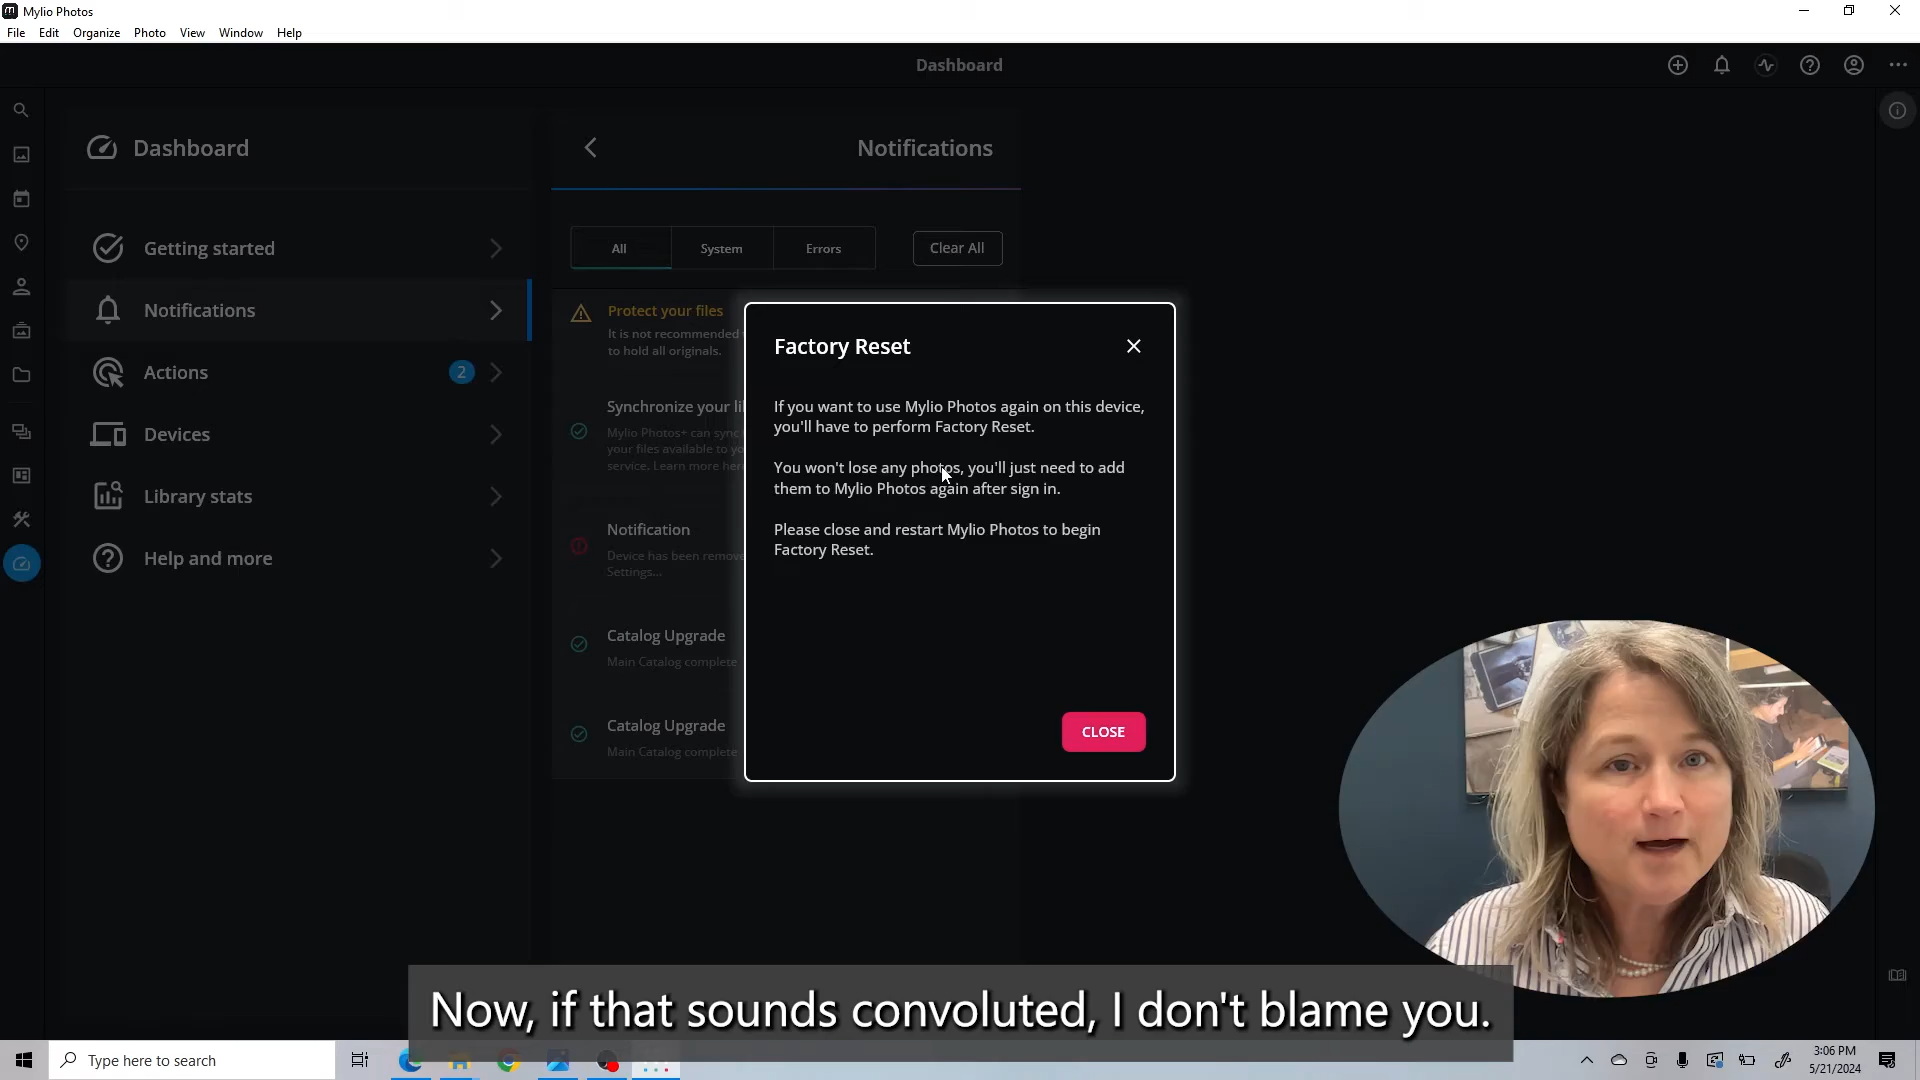 Mylio Photos
File Edit Organize Photo View Window Help
Dashboard
Dashboard
Getting started
Notifications
Actions 2
Devices
Library stats
Help and more
Notifications
All System Errors Clear All
Protect your files
It is not recommended
to hold all originals.
Synchronize your
Mylio Photos+ can sync
your files available to
service. Learn more
Notification
Device has been
Settings...
Catalog Upgrade
Main Catalog complete
Catalog Upgrade
Main Catalog complete
Factory Reset
If you want to use Mylio Photos again on this device,
you'll have to perform Factory Reset.
You won't lose any photos, you'll just need to add
them to Mylio Photos again after sign in.
Please close and restart Mylio Photos to begin
Factory Reset.
CLOSE
Now, if that sounds convoluted, I don't blame you.
Type here to search
3:06 PM
5/21/2024